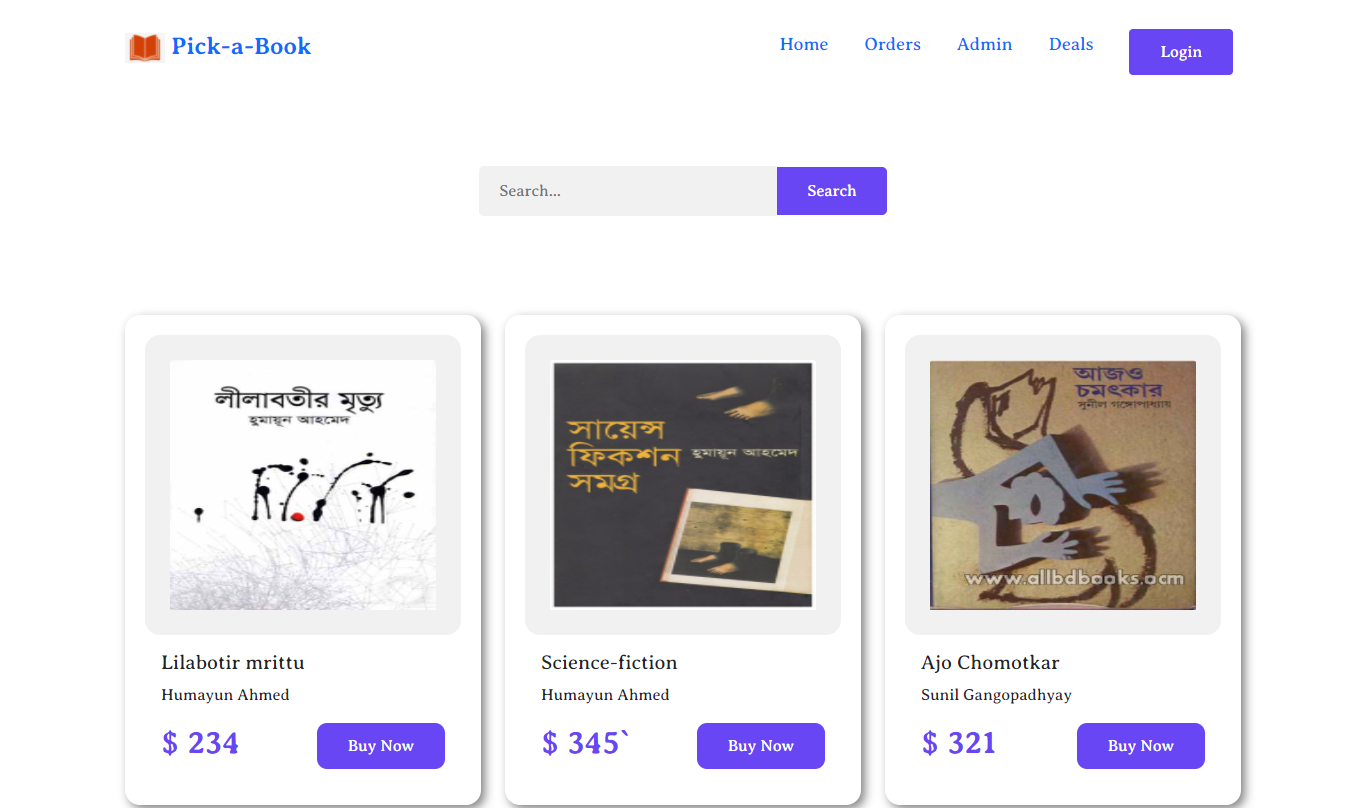 Pick-a-Book
Home Orders Admin Deals Login
Search... Search
লীলাবতীর মৃত্যু
হুমায়ূন আহমেদ
সায়েন্স
ফিকশন
সমগ্র
হুমায়ূন আহমেদ
আজও
চমৎকার
সুনীল গঙ্গোপাধ্যায়
www.allbdbooks.ocm
Lilabotir mrittu
Humayun Ahmed
$ 234 Buy Now
Science-fiction
Humayun Ahmed
$ 345` Buy Now
Ajo Chomotkar
Sunil Gangopadhyay
$ 321 Buy Now